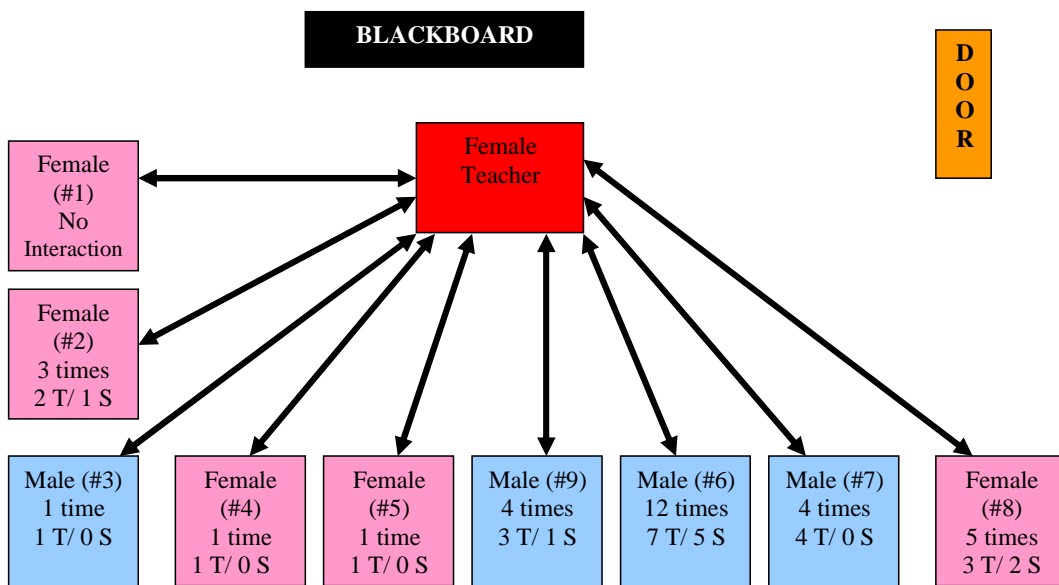 BLACKBOARD
D
O
O
R
Female
Teacher
Female
(#1)
No
Interaction
Female
(#2)
3 times
2 T/ 1 S
Male (#3)
1 time
1 T/ 0 S
Female
(#4)
1 time
1 T/ 0 S
Female
(#5)
1 time
1 T/ 0 S
Male (#9)
4 times
3 T/ 1 S
Male (#6)
12 times
7 T/ 5 S
Male (#7)
4 times
4 T/ 0 S
Female
(#8)
5 times
3 T/ 2 S